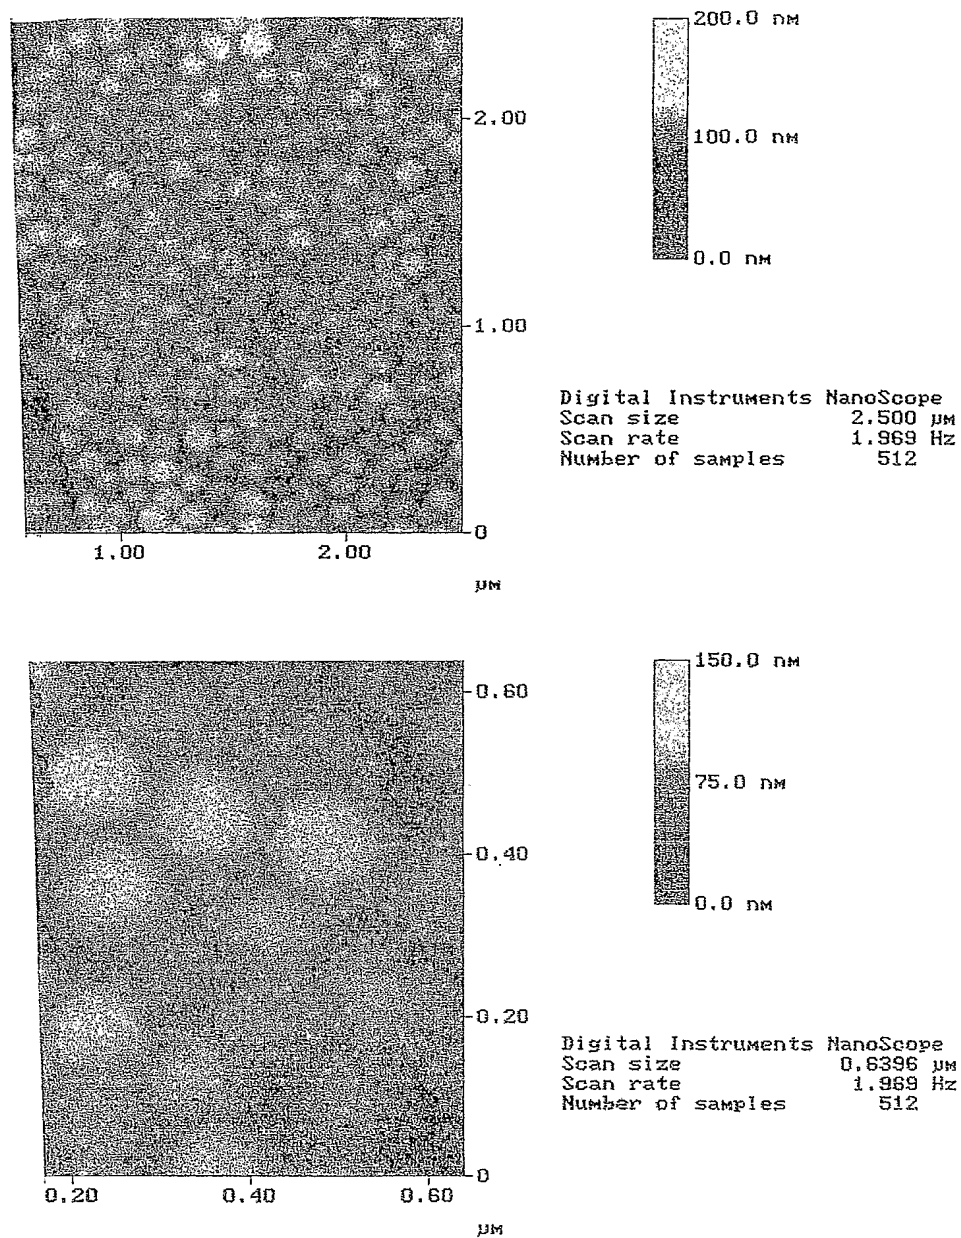 200.0 nm
2.00
100.0 nm
0.0 nm
1.00
Digital Instruments NanoScope
Scan size 2.500 µm
Scan rate 1.969 Hz
Number of samples 512
0
1.00 2.00
µm
150.0 nm
0.60
75.0 nm
0.40
0.0 nm
0.20
Digital Instruments NanoScope
Scan size 0.6396 µm
Scan rate 1.969 Hz
Number of samples 512
0
0.20 0.40 0.60
µm